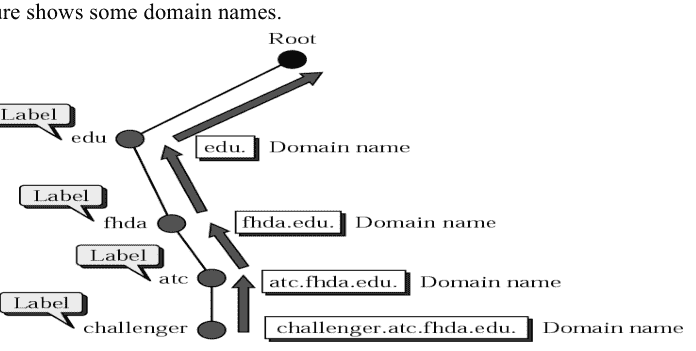 ure shows some domain names.
Root
Label
edu
edu. Domain name
Label
fhda
fhda.edu. Domain name
Label
atc
atc.fhda.edu. Domain name
Label
challenger
challenger.atc.fhda.edu. Domain name